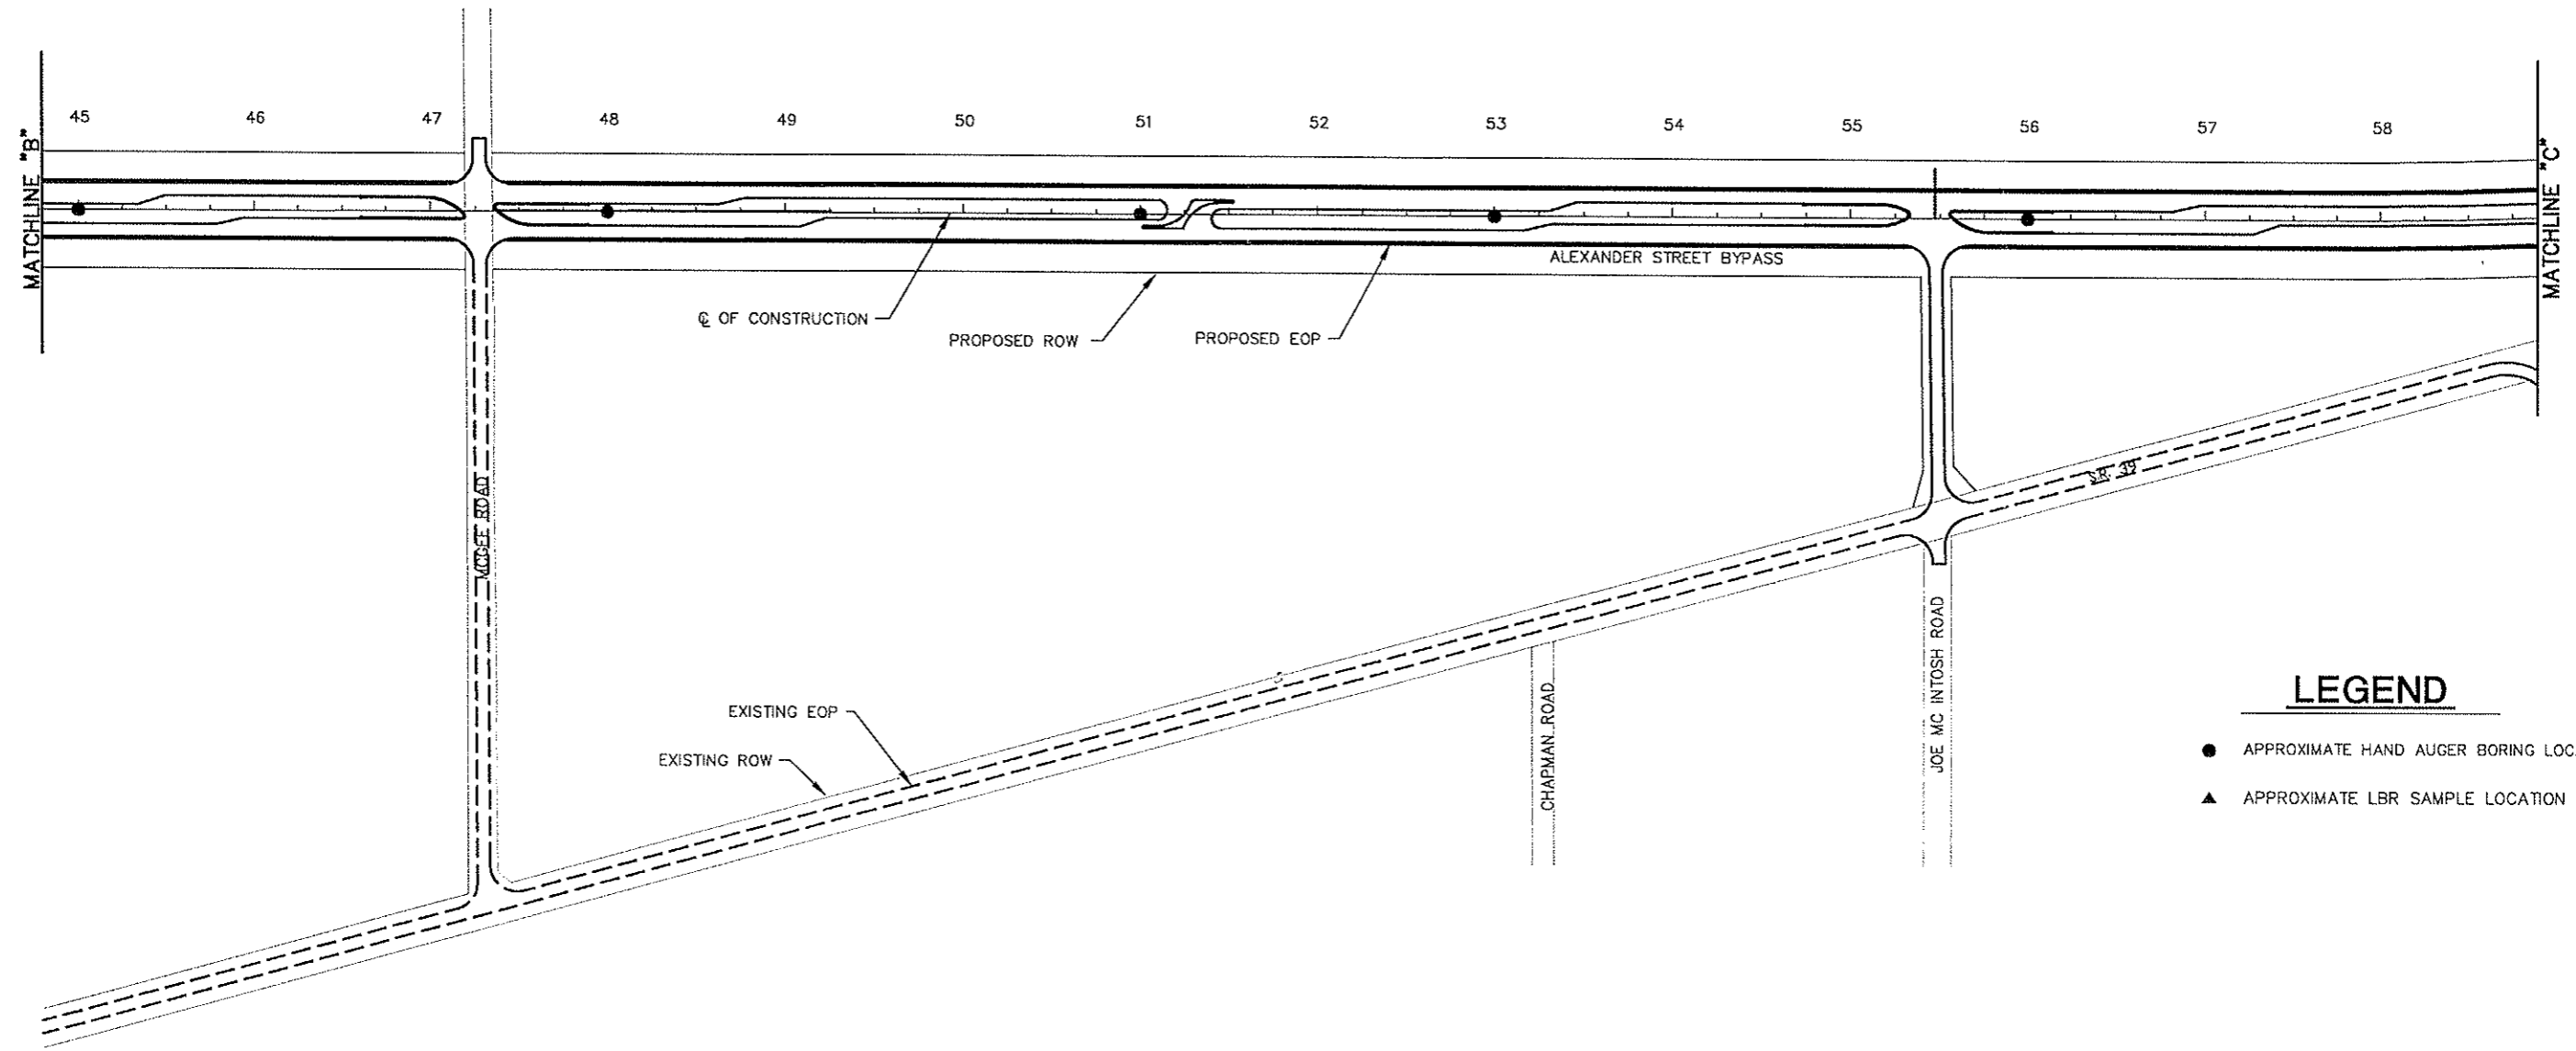 45 46 47 48 49 50 51 52 53 54 55 56 57 58
MATCHLINE "B"
MATCHLINE "C"
ALEXANDER STREET BYPASS
℄ OF CONSTRUCTION
PROPOSED ROW
PROPOSED EOP
S.R. 39
ROAD
EXISTING EOP
EXISTING ROW
CHAPMAN ROAD
JOE MC INTOSH ROAD
LEGEND
APPROXIMATE HAND AUGER BORING LOC
APPROXIMATE LBR SAMPLE LOCATION